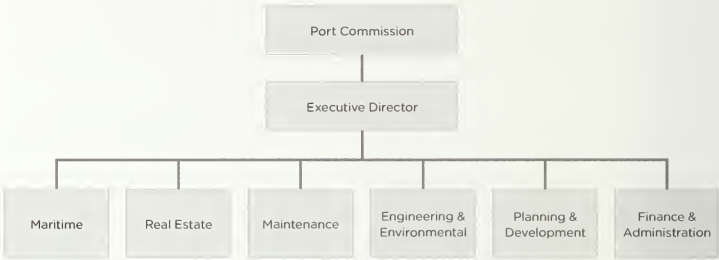 Port Commission
Executive Director
Maritime
Real Estate
Maintenance
Engineering &
Environmental
Planning &
Development
Finance &
Administration